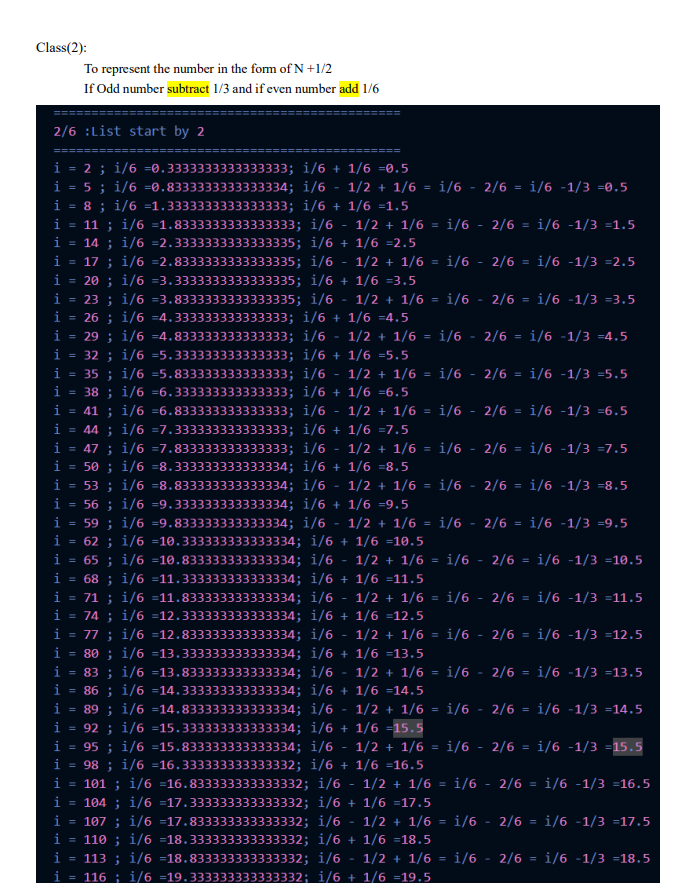 Class(2):
To represent the number in the form of N +1/2
If Odd number subtract 1/3 and if even number add 1/6
==============================================
2/6 :List start by 2
==============================================
i = 2 ; i/6 =0.3333333333333333; i/6 + 1/6 =0.5
i = 5 ; i/6 =0.8333333333333334; i/6 - 1/2 + 1/6 = i/6 - 2/6 = i/6 -1/3 =0.5
i = 8 ; i/6 =1.3333333333333333; i/6 + 1/6 =1.5
i = 11 ; i/6 =1.8333333333333333; i/6 - 1/2 + 1/6 = i/6 - 2/6 = i/6 -1/3 =1.5
i = 14 ; i/6 =2.3333333333333335; i/6 + 1/6 =2.5
i = 17 ; i/6 =2.8333333333333335; i/6 - 1/2 + 1/6 = i/6 - 2/6 = i/6 -1/3 =2.5
i = 20 ; i/6 =3.3333333333333335; i/6 + 1/6 =3.5
i = 23 ; i/6 =3.8333333333333335; i/6 - 1/2 + 1/6 = i/6 - 2/6 = i/6 -1/3 =3.5
i = 26 ; i/6 =4.333333333333333; i/6 + 1/6 =4.5
i = 29 ; i/6 =4.833333333333333; i/6 - 1/2 + 1/6 = i/6 - 2/6 = i/6 -1/3 =4.5
i = 32 ; i/6 =5.333333333333333; i/6 + 1/6 =5.5
i = 35 ; i/6 =5.833333333333333; i/6 - 1/2 + 1/6 = i/6 - 2/6 = i/6 -1/3 =5.5
i = 38 ; i/6 =6.333333333333333; i/6 + 1/6 =6.5
i = 41 ; i/6 =6.833333333333333; i/6 - 1/2 + 1/6 = i/6 - 2/6 = i/6 -1/3 =6.5
i = 44 ; i/6 =7.333333333333333; i/6 + 1/6 =7.5
i = 47 ; i/6 =7.833333333333333; i/6 - 1/2 + 1/6 = i/6 - 2/6 = i/6 -1/3 =7.5
i = 50 ; i/6 =8.333333333333334; i/6 + 1/6 =8.5
i = 53 ; i/6 =8.833333333333334; i/6 - 1/2 + 1/6 = i/6 - 2/6 = i/6 -1/3 =8.5
i = 56 ; i/6 =9.333333333333334; i/6 + 1/6 =9.5
i = 59 ; i/6 =9.833333333333334; i/6 - 1/2 + 1/6 = i/6 - 2/6 = i/6 -1/3 =9.5
i = 62 ; i/6 =10.333333333333334; i/6 + 1/6 =10.5
i = 65 ; i/6 =10.833333333333334; i/6 - 1/2 + 1/6 = i/6 - 2/6 = i/6 -1/3 =10.5
i = 68 ; i/6 =11.333333333333334; i/6 + 1/6 =11.5
i = 71 ; i/6 =11.833333333333334; i/6 - 1/2 + 1/6 = i/6 - 2/6 = i/6 -1/3 =11.5
i = 74 ; i/6 =12.333333333333334; i/6 + 1/6 =12.5
i = 77 ; i/6 =12.833333333333334; i/6 - 1/2 + 1/6 = i/6 - 2/6 = i/6 -1/3 =12.5
i = 80 ; i/6 =13.333333333333334; i/6 + 1/6 =13.5
i = 83 ; i/6 =13.833333333333334; i/6 - 1/2 + 1/6 = i/6 - 2/6 = i/6 -1/3 =13.5
i = 86 ; i/6 =14.333333333333334; i/6 + 1/6 =14.5
i = 89 ; i/6 =14.833333333333334; i/6 - 1/2 + 1/6 = i/6 - 2/6 = i/6 -1/3 =14.5
i = 92 ; i/6 =15.333333333333334; i/6 + 1/6 =15.5
i = 95 ; i/6 =15.833333333333334; i/6 - 1/2 + 1/6 = i/6 - 2/6 = i/6 -1/3 =15.5
i = 98 ; i/6 =16.333333333333332; i/6 + 1/6 =16.5
i = 101 ; i/6 =16.833333333333332; i/6 - 1/2 + 1/6 = i/6 - 2/6 = i/6 -1/3 =16.5
i = 104 ; i/6 =17.333333333333332; i/6 + 1/6 =17.5
i = 107 ; i/6 =17.833333333333332; i/6 - 1/2 + 1/6 = i/6 - 2/6 = i/6 -1/3 =17.5
i = 110 ; i/6 =18.333333333333332; i/6 + 1/6 =18.5
i = 113 ; i/6 =18.833333333333332; i/6 - 1/2 + 1/6 = i/6 - 2/6 = i/6 -1/3 =18.5
i = 116 ; i/6 =19.333333333333332; i/6 + 1/6 =19.5